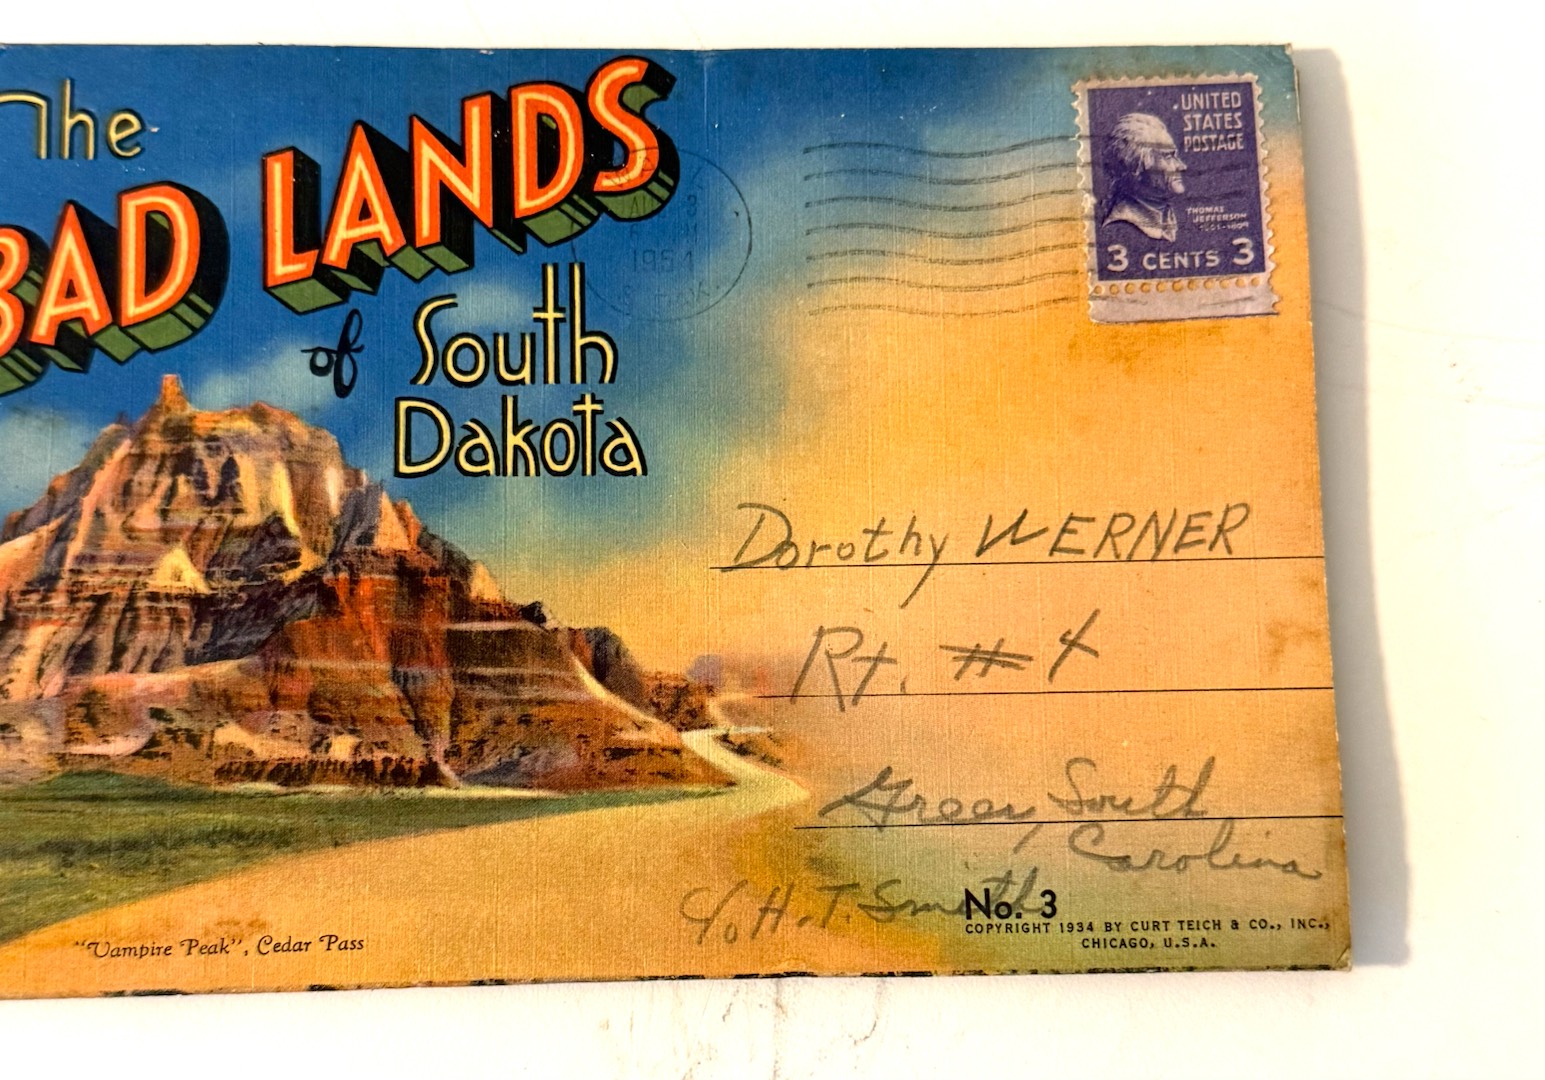 The
BAD LANDS
of South
Dakota
1954
UNITED
STATES
POSTAGE
THOMAS
JEFFERSON
3 CENTS 3
Dorothy WERNER
Rt. #4
Greer, South
Carolina
c/o H.T. Smith
No. 3
COPYRIGHT 1934 BY CURT TEICH & CO., INC.,
CHICAGO, U.S.A.
"Vampire Peak", Cedar Pass